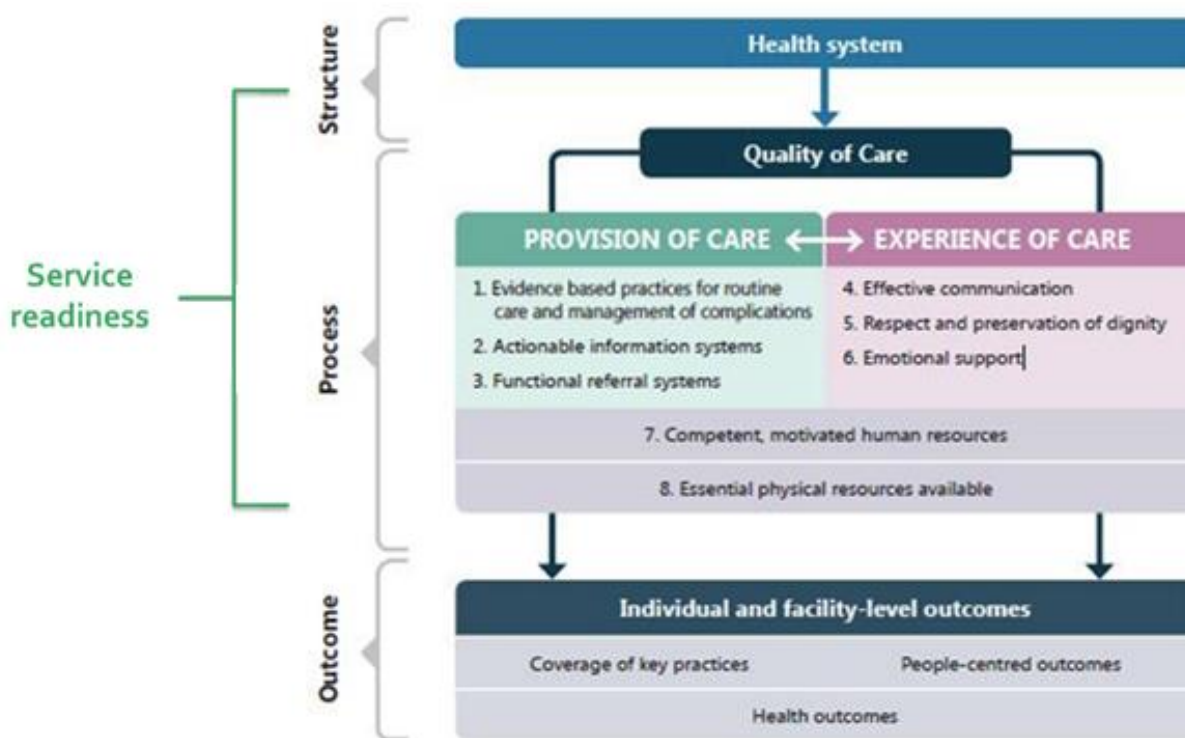 Structure
Health system
Quality of Care
Service
readiness
Process
PROVISION OF CARE
EXPERIENCE OF CARE
1. Evidence based practices for routine
care and management of complications
2. Actionable information systems
3. Functional referral systems
4. Effective communication
5. Respect and preservation of dignity
6. Emotional support
7. Competent, motivated human resources
8. Essential physical resources available
Outcome
Individual and facility-level outcomes
Coverage of key practices
People-centred outcomes
Health outcomes